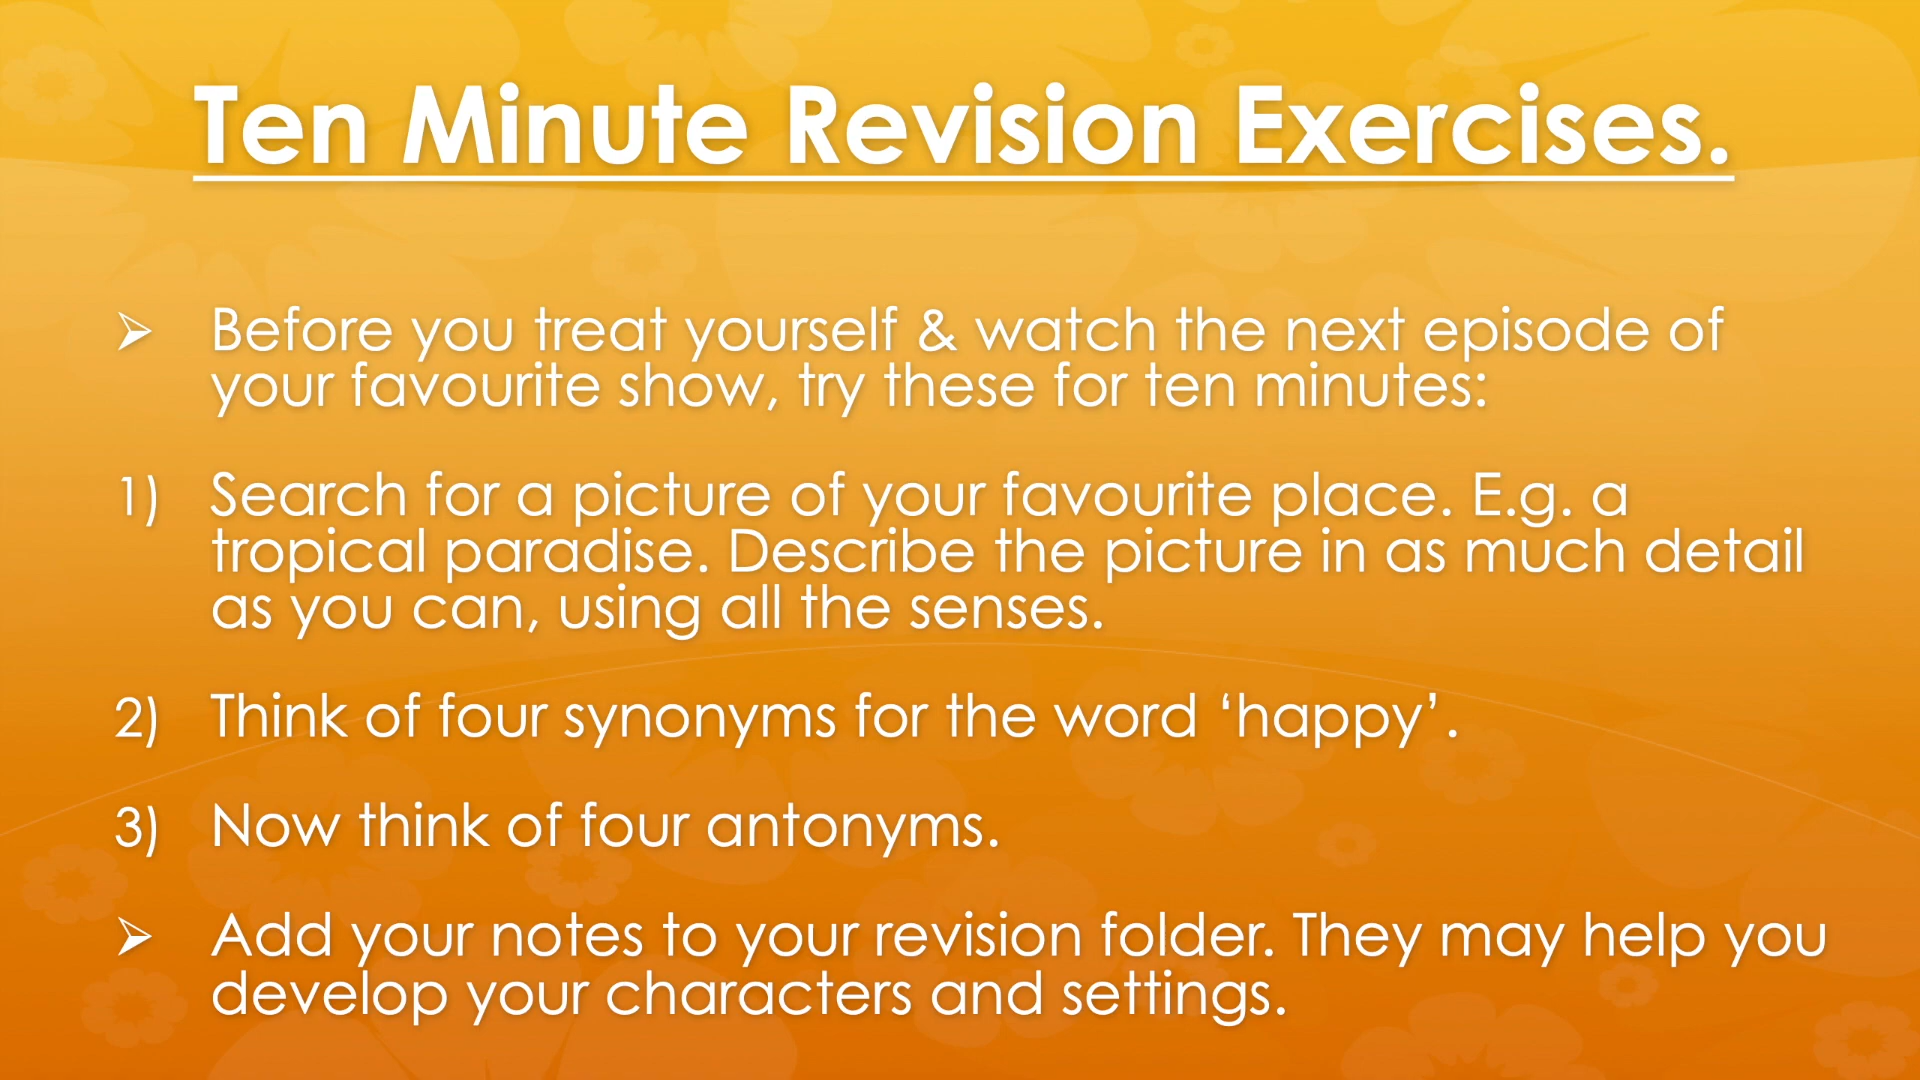 Ten Minute Revision Exercises.
➢ Before you treat yourself & watch the next episode of
your favourite show, try these for ten minutes:
1) Search for a picture of your favourite place. E.g. a
tropical paradise. Describe the picture in as much detail
as you can, using all the senses.
2) Think of four synonyms for the word ‘happy’.
3) Now think of four antonyms.
➢ Add your notes to your revision folder. They may help you
develop your characters and settings.